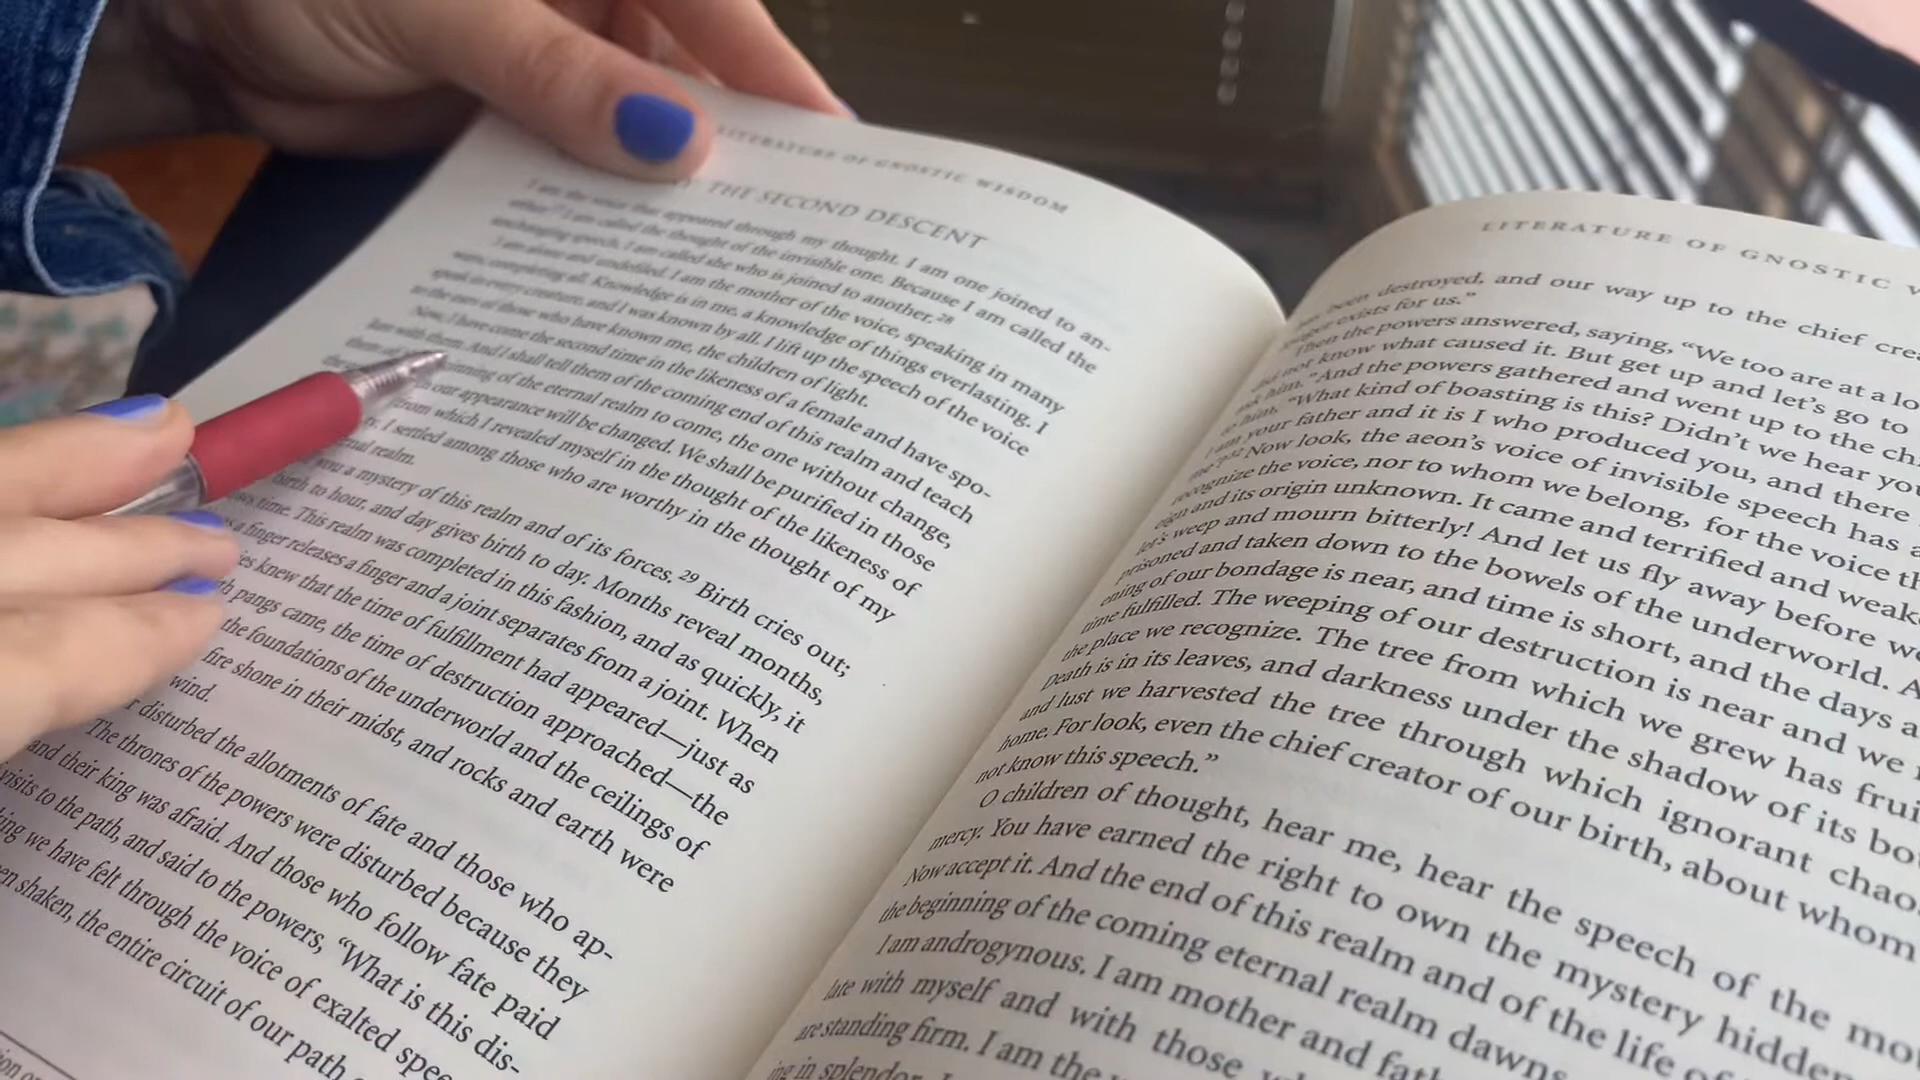 LITERATURE OF GNOSTIC WISDOM
THE SECOND DESCENT
I am the voice that appeared through my thought. I am one joined to an-
other. I am called the thought of the invisible one. Because I am called the
unchanging speech, I am called she who is joined to another. 28
I am alone and undefiled. I am the mother of the voice, speaking in many
ways, completing all. Knowledge is in me, a knowledge of things everlasting. I
speak in every creature, and I was known by all. I lift up the speech of the voice
to the ears of those who have known me, the children of light.
Now, I have come the second time in the likeness of a female and have spo-
ken with them. And I shall tell them of the coming end of this realm and teach
them of the beginning of the eternal realm to come, the one without change,
in our appearance will be changed. We shall be purified in those
from which I revealed myself in the thought of the likeness of
I settled among those who are worthy in the thought of my
eternal realm.
you a mystery of this realm and of its forces. 29 Birth cries out;
birth to hour, and day gives birth to day. Months reveal months,
time. This realm was completed in this fashion, and as quickly, it
as a finger releases a finger and a joint separates from a joint. When
knew that the time of fulfillment had appeared—just as
pangs came, the time of destruction approached—the
the foundations of the underworld and the ceilings of
fire shone in their midst, and rocks and earth were
wind.
disturbed the allotments of fate and those who ap-
The thrones of the powers were disturbed because they
and their king was afraid. And those who follow fate paid
visits to the path, and said to the powers, “What is this dis-
we have felt through the voice of exalted spee
shaken, the entire circuit of our path
LITERATURE OF GNOSTIC
been destroyed, and our way up to the chief crea
longer exists for us.”
Then the powers answered, saying, “We too are at a lo
did not know what caused it. But get up and let’s go to
ask him.” And the powers gathered and went up to the chi
to him, “What kind of boasting is this? Didn’t we hear you
I am your father and it is I who produced you, and there
me”? 32 Now look, the aeon’s voice of invisible speech has a
recognize the voice, nor to whom we belong, for the voice th
eign and its origin unknown. It came and terrified and weake
let’s weep and mourn bitterly! And let us fly away before we
prisoned and taken down to the bowels of the underworld. A
ening of our bondage is near, and time is short, and the days a
time fulfilled. The weeping of our destruction is near and we
the place we recognize. The tree from which we grew has frui
Death is in its leaves, and darkness under the shadow of its bo
and lust we harvested the tree through which ignorant chao
home. For look, even the chief creator of our birth, about whom
not know this speech.”
O children of thought, hear me, hear the speech of the mo
mercy. You have earned the right to own the mystery hidden
Now accept it. And the end of this realm and of the life of
the beginning of the coming eternal realm dawns
I am androgynous. I am mother and fath
late with myself and with those
are standing firm. I am the
ing in splendor. I